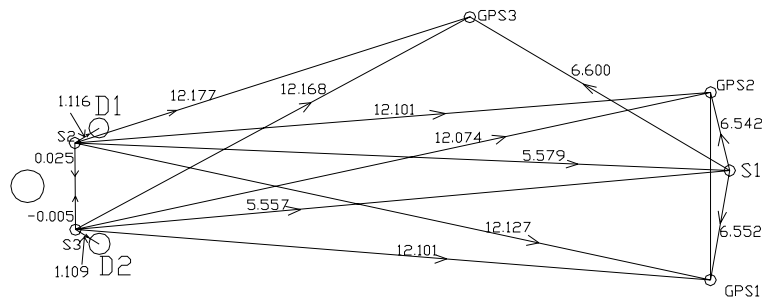 GPS3
6.600
12.177
12.168
1.116
D1
GPS2
12.101
6.542
S2
12.074
0.025
5.579
S1
5.557
-0.005
12.127
6.552
S3
12.101
D2
1.109
GPS1